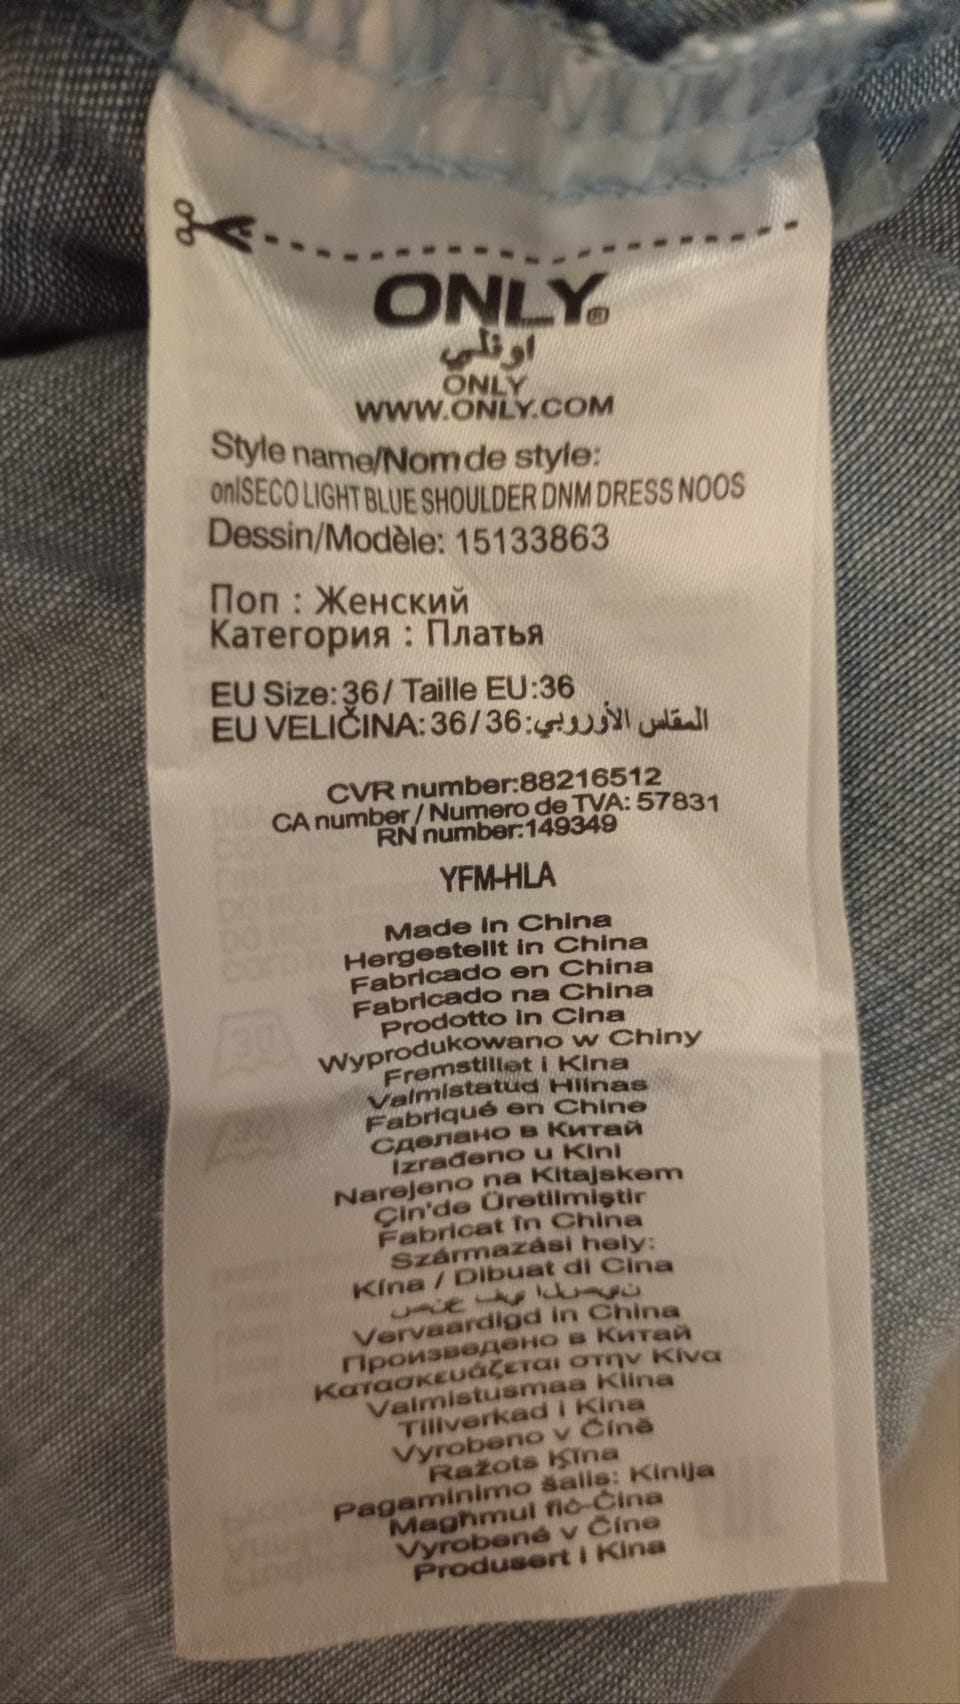 ONLY®
اونلي
ONLY
WWW.ONLY.COM
Style name/Nom de style:
onlSECO LIGHT BLUE SHOULDER DNM DRESS NOOS
Dessin/Modèle: 15133863
Поп : Женский
Категория : Платья
EU Size:36/ Taille EU:36
EU VELIČINA: 36/ 36:المقاس الأوروبي
CVR number:88216512
CA number / Numero de TVA: 57831
RN number:149349
YFM-HLA
Made in China
Hergestellt in China
Fabricado en China
Fabricado na China
Prodotto in Cina
Wyprodukowano w Chiny
Fremstillet i Kina
Valmistatud Hiinas
Fabriqué en Chine
Сделано в Китай
Izrađeno u Kini
Narejeno na Kitajskem
Çin'de Üretilmiştir
Fabricat în China
Származási hely:
Kína / Dibuat di Cina
صنع في الصين
Vervaardigd in China
Произведено в Китай
Κατασκευάζεται στην Κίνα
Valmistusmaa Kiina
Tillverkad i Kina
Vyrobeno v Číně
Ražots Ķīna
Pagaminimo šalis: Kinija
Magħmul fiċ-Ċina
Vyrobené v Číne
Produsert i Kina